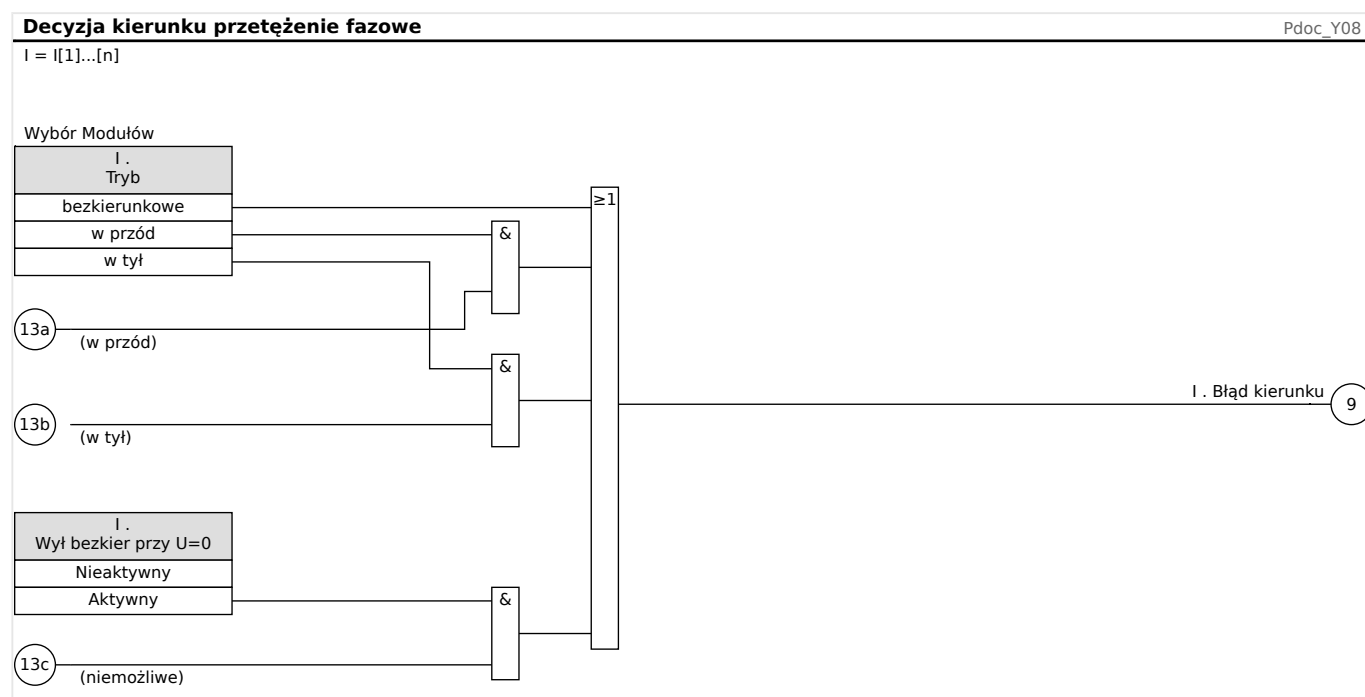 Decyzja kierunku przetężenie fazowe
Pdoc_Y08
I = I[1]...[n]
Wybór Modułów
I .
Tryb
bezkierunkowe
w przód
w tył
≥1
&
13a
(w przód)
&
13b
(w tył)
I . Błąd kierunku
9
I .
Wył bezkier przy U=0
Nieaktywny
Aktywny
&
13c
(niemożliwe)